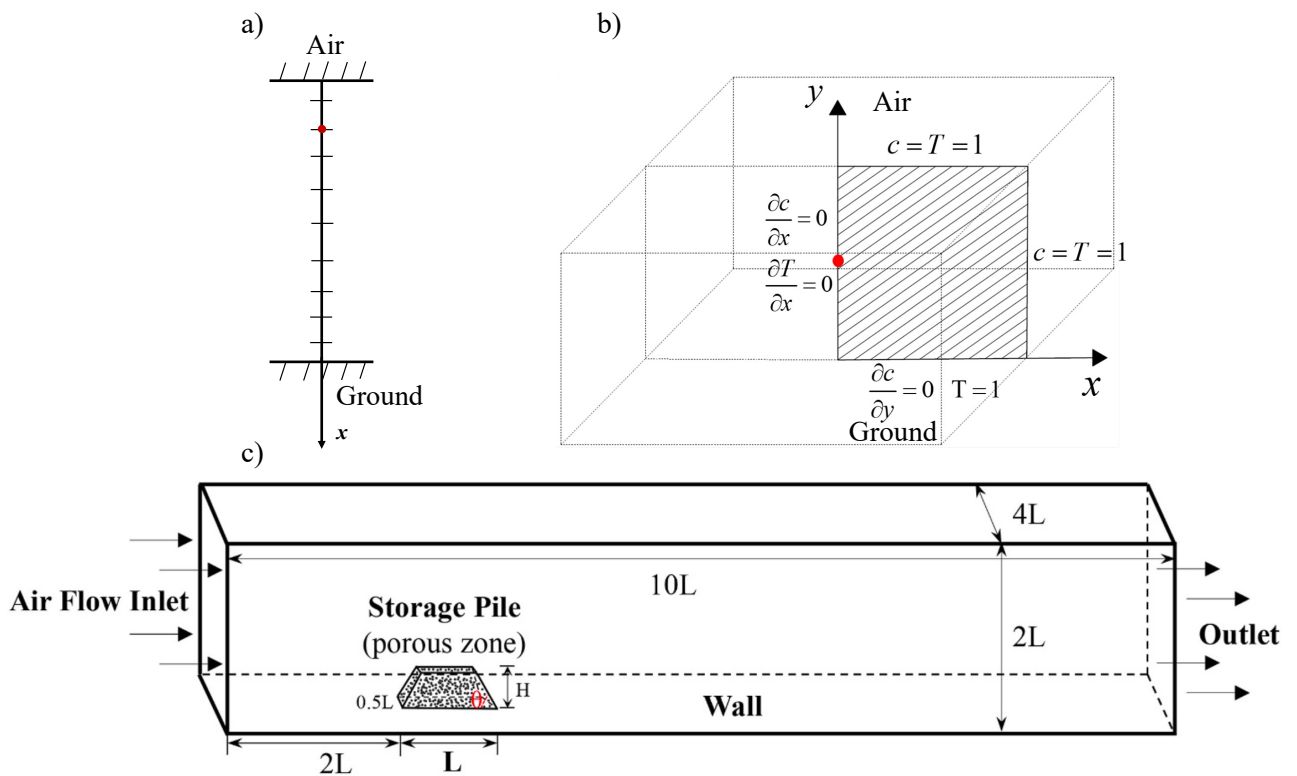 a)
Air
Ground
x
b)
y
Air
c = T = 1
∂c/∂x = 0
∂T/∂x = 0
c = T = 1
∂c/∂y = 0 T = 1
x
Ground
c)
4L
10L
Air Flow Inlet
Storage Pile
(porous zone)
2L
Outlet
0.5L
θ
H
Wall
2L
L